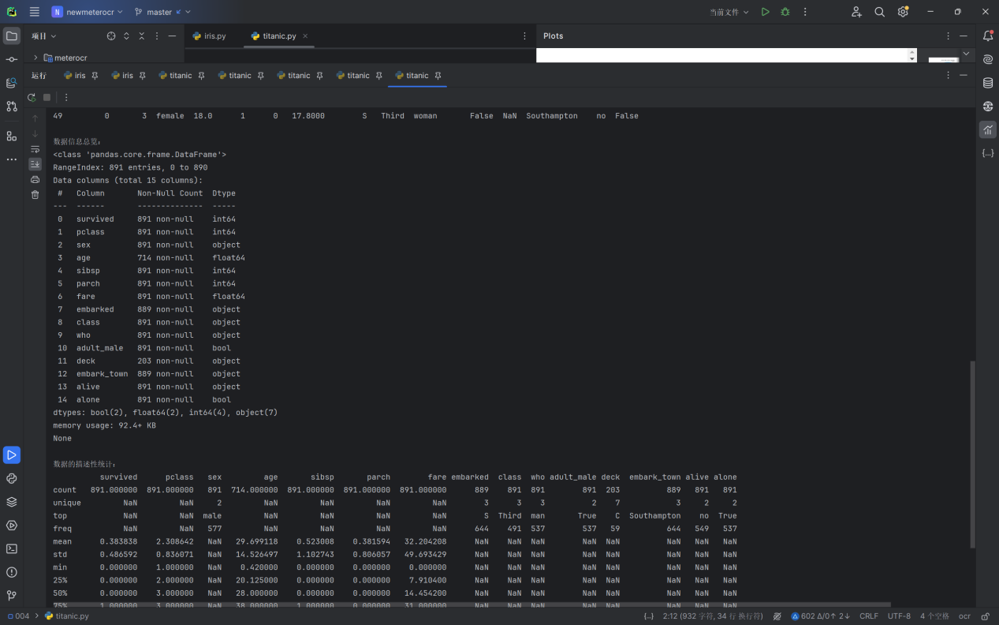 N newmeterocr master 当前文件
项目 iris.py titanic.py Plots
meterocr
运行 iris iris titanic titanic titanic titanic titanic
49 0 3 female 18.0 1 0 17.8000 S Third woman False NaN Southampton no False
数据信息总览:
<class 'pandas.core.frame.DataFrame'>
RangeIndex: 891 entries, 0 to 890
Data columns (total 15 columns):
# Column Non-Null Count Dtype
--- ------ -------------- -----
0 survived 891 non-null int64
1 pclass 891 non-null int64
2 sex 891 non-null object
3 age 714 non-null float64
4 sibsp 891 non-null int64
5 parch 891 non-null int64
6 fare 891 non-null float64
7 embarked 889 non-null object
8 class 891 non-null object
9 who 891 non-null object
10 adult_male 891 non-null bool
11 deck 203 non-null object
12 embark_town 889 non-null object
13 alive 891 non-null object
14 alone 891 non-null bool
dtypes: bool(2), float64(2), int64(4), object(7)
memory usage: 92.4+ KB
None
数据的描述性统计:
survived pclass sex age sibsp parch fare embarked class who adult_male deck embark_town alive alone
count 891.000000 891.000000 891 714.000000 891.000000 891.000000 891.000000 889 891 891 891 203 889 891 891
unique NaN NaN 2 NaN NaN NaN NaN 3 3 3 2 7 3 2 2
top NaN NaN male NaN NaN NaN NaN S Third man True C Southampton no True
freq NaN NaN 577 NaN NaN NaN NaN 644 491 537 537 59 644 549 537
mean 0.383838 2.308642 NaN 29.699118 0.523008 0.381594 32.204208 NaN NaN NaN NaN NaN NaN NaN NaN
std 0.486592 0.836071 NaN 14.526497 1.102743 0.806057 49.693429 NaN NaN NaN NaN NaN NaN NaN NaN
min 0.000000 1.000000 NaN 0.420000 0.000000 0.000000 0.000000 NaN NaN NaN NaN NaN NaN NaN NaN
25% 0.000000 2.000000 NaN 20.125000 0.000000 0.000000 7.910400 NaN NaN NaN NaN NaN NaN NaN NaN
50% 0.000000 3.000000 NaN 28.000000 0.000000 0.000000 14.454200 NaN NaN NaN NaN NaN NaN NaN NaN
75% 1.000000 3.000000 NaN 38.000000 1.000000 0.000000 31.000000 NaN NaN NaN NaN NaN NaN NaN NaN
004 titanic.py {...} 2:12 (932 字符, 34 行 换行符) 602 Δ/0↑ 2↓ CRLF UTF-8 4 个空格 ocr